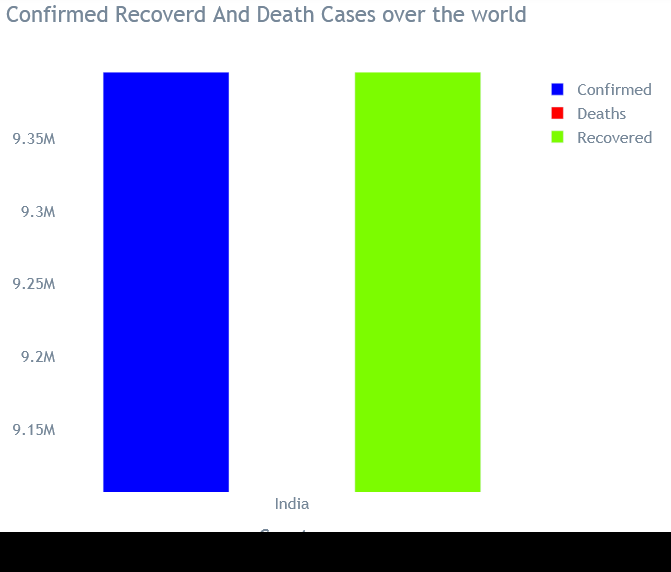 Confirmed Recoverd And Death Cases over the world
Confirmed
Deaths
Recovered
9.35M
9.3M
9.25M
9.2M
9.15M
India